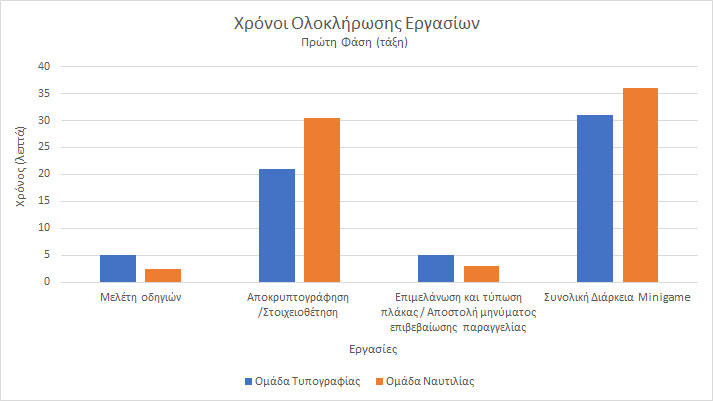 Χρόνοι Ολοκλήρωσης Εργασίων
Πρώτη Φάση (τάξη)
Χρόνος (λεπτά)
40
35
30
25
20
15
10
5
0
Μελέτη οδηγιών
Αποκρυπτογράφηση
/Στοιχειοθέτηση
Επιμελάνωση και τύπωση
πλάκας / Αποστολή μηνύματος
επιβεβαίωσης παραγγελίας
Συνολική Διάρκεια Minigame
Εργασίες
Ομάδα Τυπογραφίας
Ομάδα Ναυτιλίας